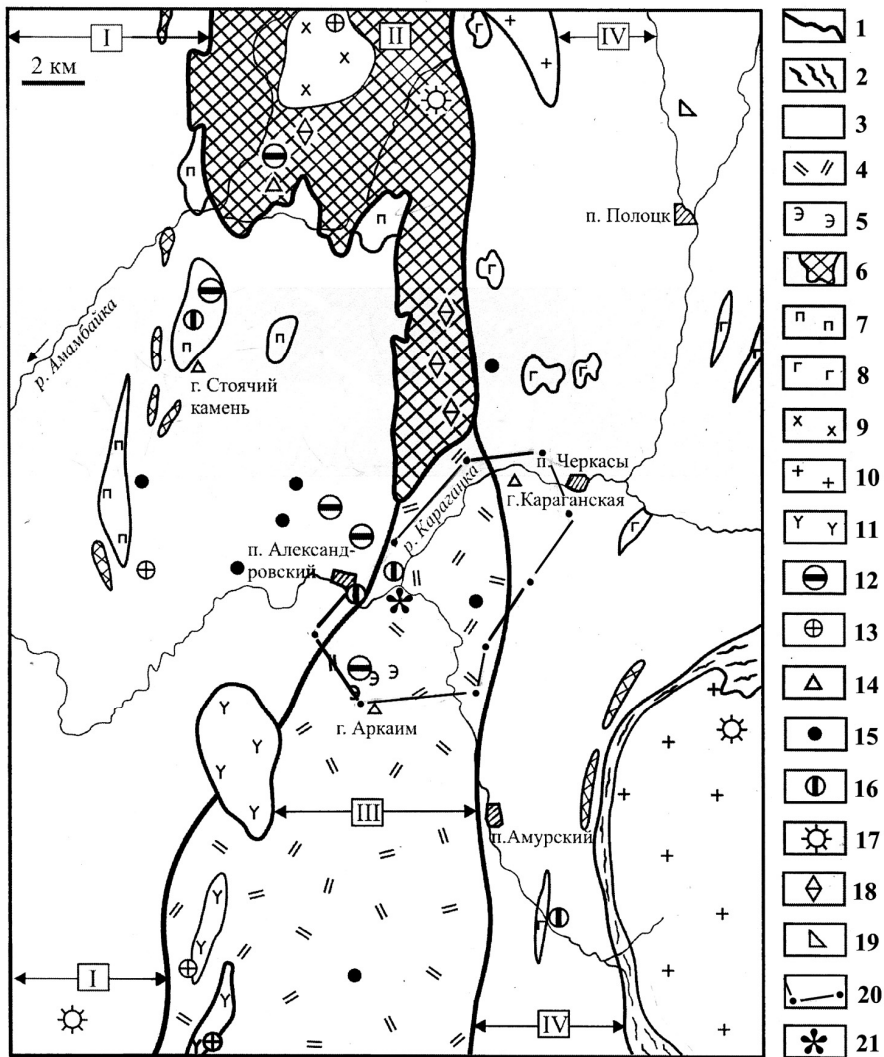 I
II
IV
2 км
п. Полоцк
р. Амамбайка
г. Стоячий
камень
п. Черкасы
г.Караганская
р. Караганка
п. Александ-
ровский
г. Аркаим
III
п.Амурский
I
IV
1
2
3
4
5
6
7
8
9
10
11
12
13
14
15
16
17
18
19
20
21